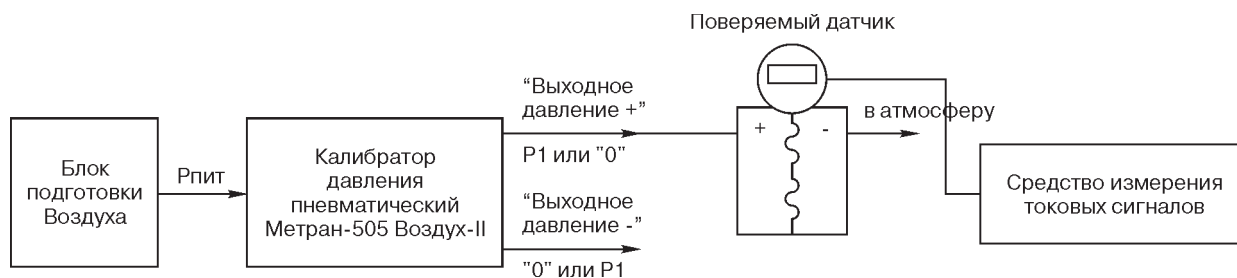 Поверяемый датчик
“Выходное
давление +”
в атмосферу
+
-
Блок
подготовки
Воздуха
Рпит
Калибратор
давления
пневматический
Метран-505 Воздух-II
Р1 или "0"
“Выходное
давление -”
"0" или Р1
Средство измерения
токовых сигналов